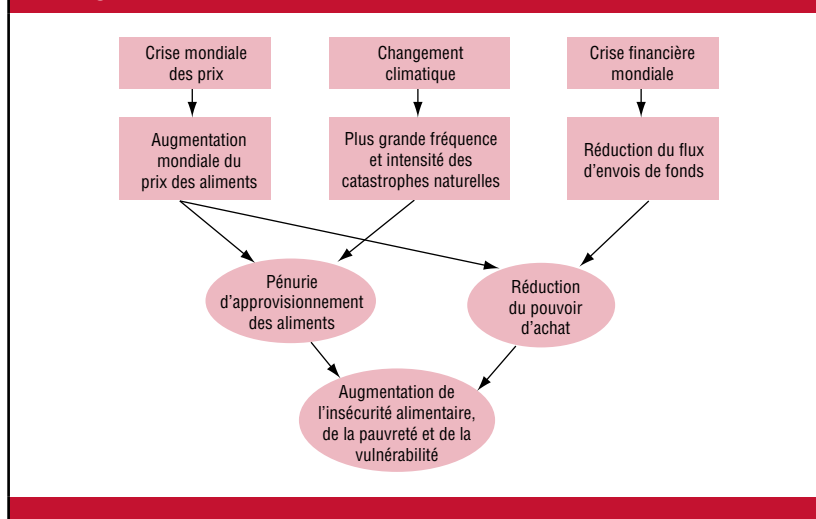 Crise mondiale
des prix
Changement
climatique
Crise financière
mondiale
Augmentation
mondiale du
prix des aliments
Plus grande fréquence
et intensité des
catastrophes naturelles
Réduction du flux
d'envois de fonds
Pénurie
d'approvisionnement
des aliments
Réduction
du pouvoir
d'achat
Augmentation de
l'insécurité alimentaire,
de la pauvreté et de la
vulnérabilité